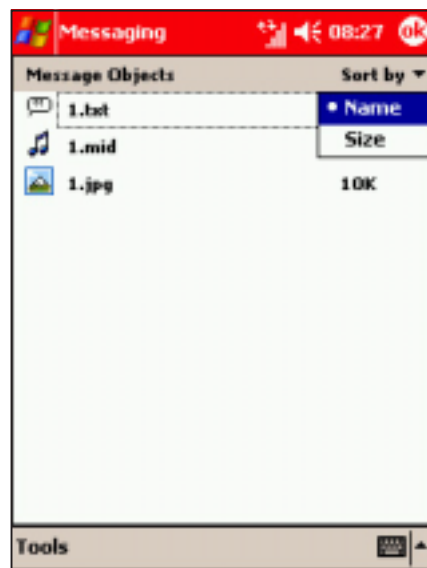 Messaging 08:27 ok
Message Objects Sort by
1.txt Name
1.mid Size
1.jpg 10K
Tools